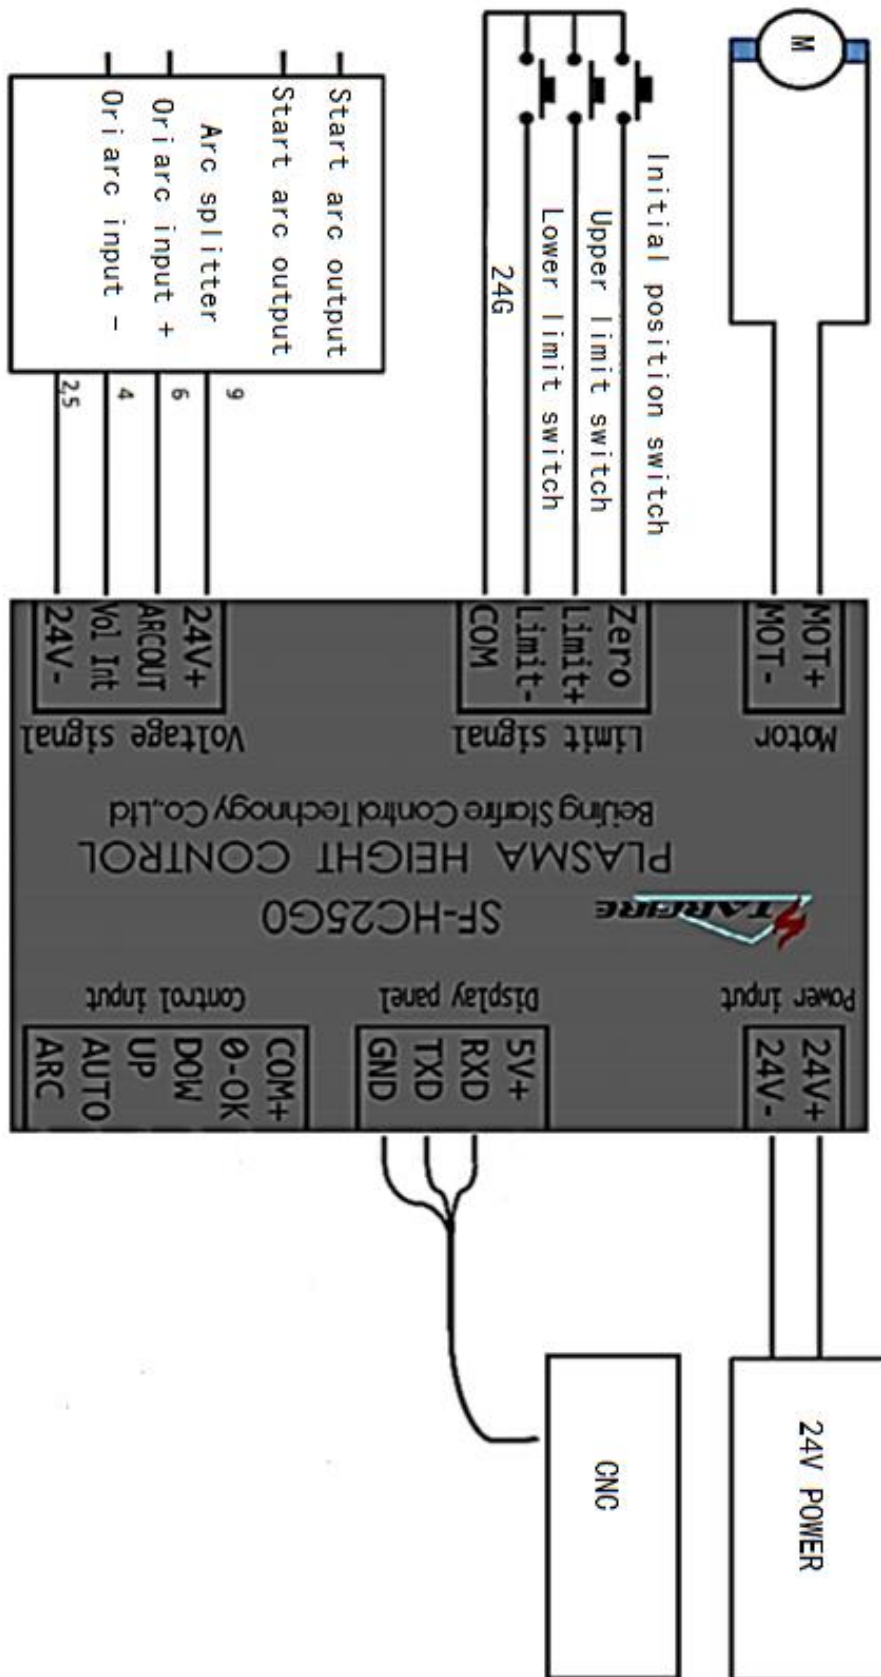 M
Initial position switch
Upper limit switch
Lower limit switch
24G
Start arc output
Start arc output
Arc splitter
Ori arc input +
Ori arc input -
9
6
4
2,5
MOT+
MOT-
Motor
Zero
Limit+
Limit-
COM
Limit signal
24V+
ARCOUT
Vol Int
24V-
Voltage signal
Beijing Starfire Control Technogy Co.,Ltd
PLASMA HEIGHT CONTROL
SF-HC25G0
TARFIRE
Power input
24V+
24V-
Display panel
5V+
RXD
TXD
GND
Control input
COM+
0-OK
DOW
UP
AUTO
ARC
24V POWER
CNC